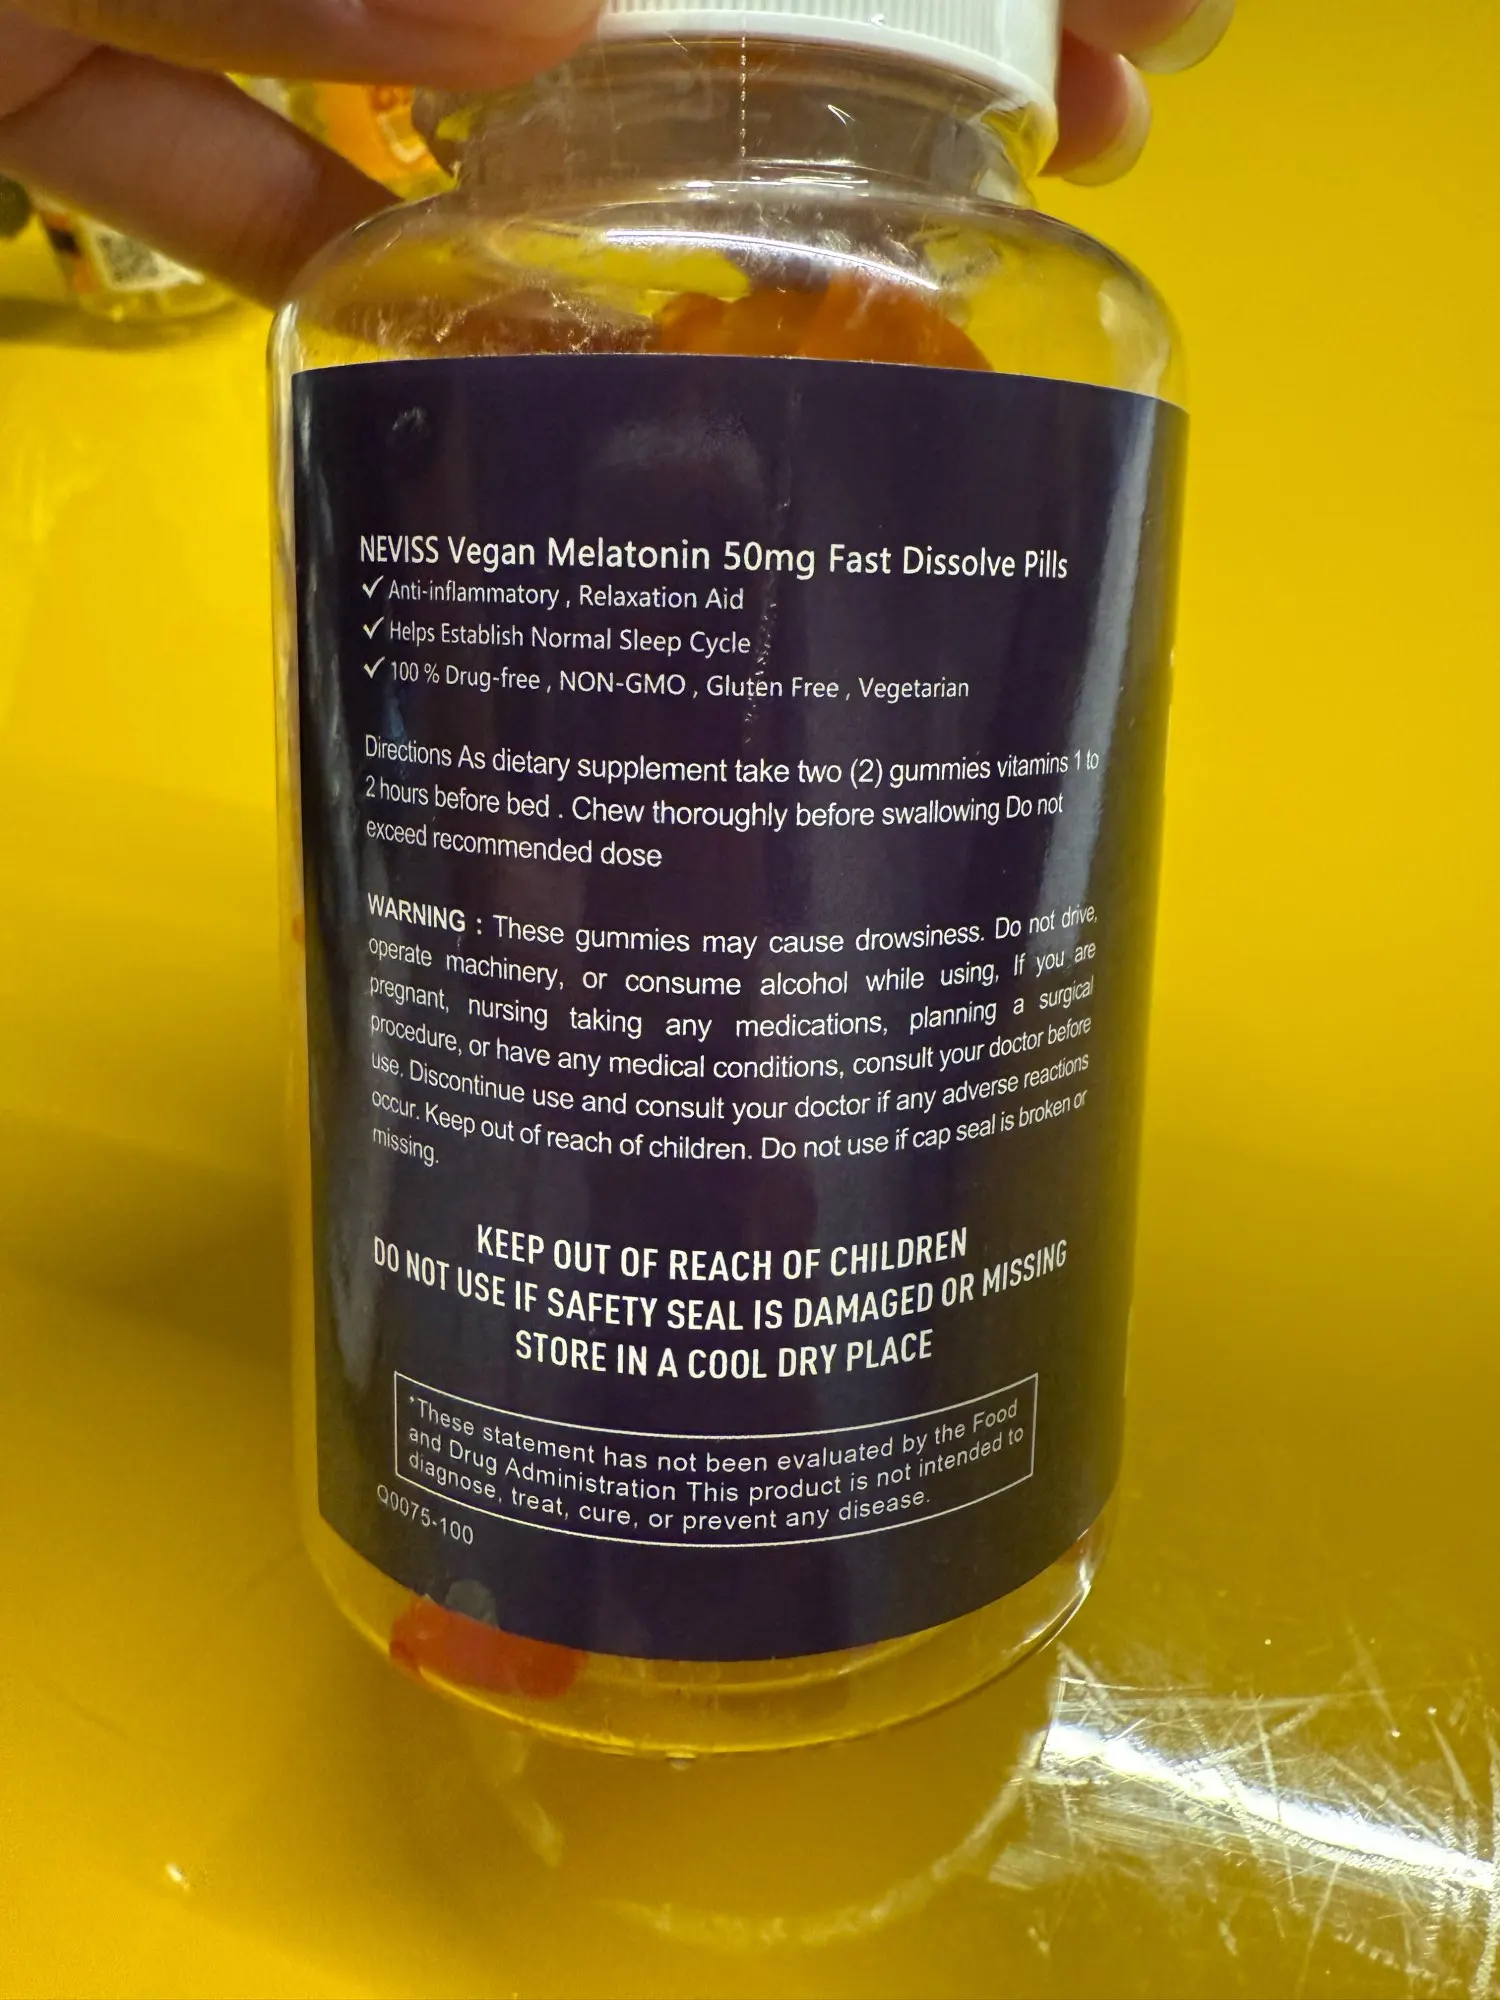 NEVISS Vegan Melatonin 50mg Fast Dissolve Pills
✓ Anti-inflammatory , Relaxation Aid
✓ Helps Establish Normal Sleep Cycle
✓ 100 % Drug-free , NON-GMO , Gluten Free , Vegetarian
Directions As dietary supplement take two (2) gummies vitamins 1 to
2 hours before bed . Chew thoroughly before swallowing Do not
exceed recommended dose
WARNING : These gummies may cause drowsiness. Do not drive,
operate machinery, or consume alcohol while using, If you are
pregnant, nursing taking any medications, planning a surgical
procedure, or have any medical conditions, consult your doctor before
use, Discontinue use and consult your doctor if any adverse reactions
occur. Keep out of reach of children. Do not use if cap seal is broken or
missing.
KEEP OUT OF REACH OF CHILDREN
DO NOT USE IF SAFETY SEAL IS DAMAGED OR MISSING
STORE IN A COOL DRY PLACE
*These statement has not been evaluated by the Food
and Drug Administration This product is not intended to
diagnose, treat, cure, or prevent any disease.
Q0075-100